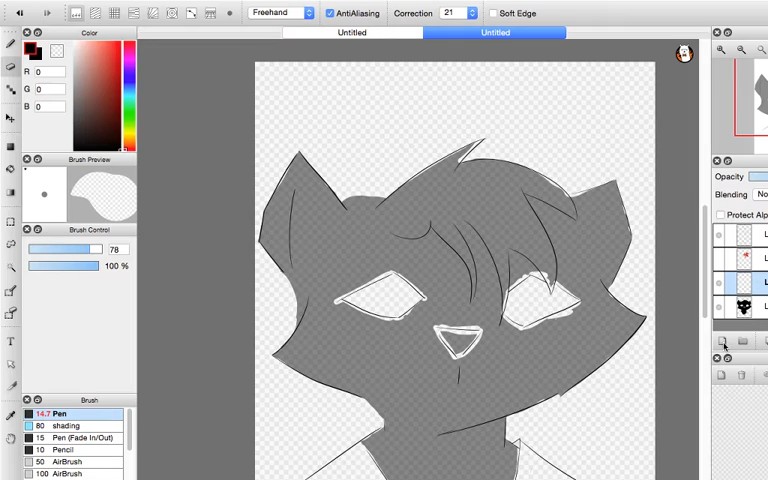 Freehand AntiAliasing Correction 21 Soft Edge
Untitled Untitled
Color
R 0
G 0
B 0
Brush Preview
Brush Control
78
100 %
Brush
14.7 Pen
80 shading
15 Pen (Fade In/Out)
10 Pencil
50 AirBrush
100 AirBrush
Opacity
Blending No
Protect Alp
L
L
L
L
T